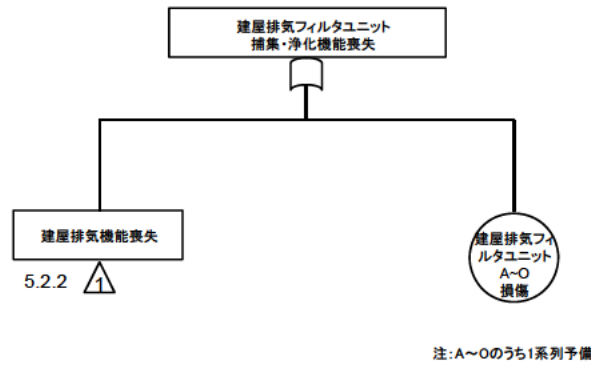 建屋排気フィルタユニット
捕集・浄化機能喪失
建屋排気機能喪失
5.2.2
1
建屋排気フィ
ルタユニット
A~O
損傷
注:A～Oのうち1系列予備